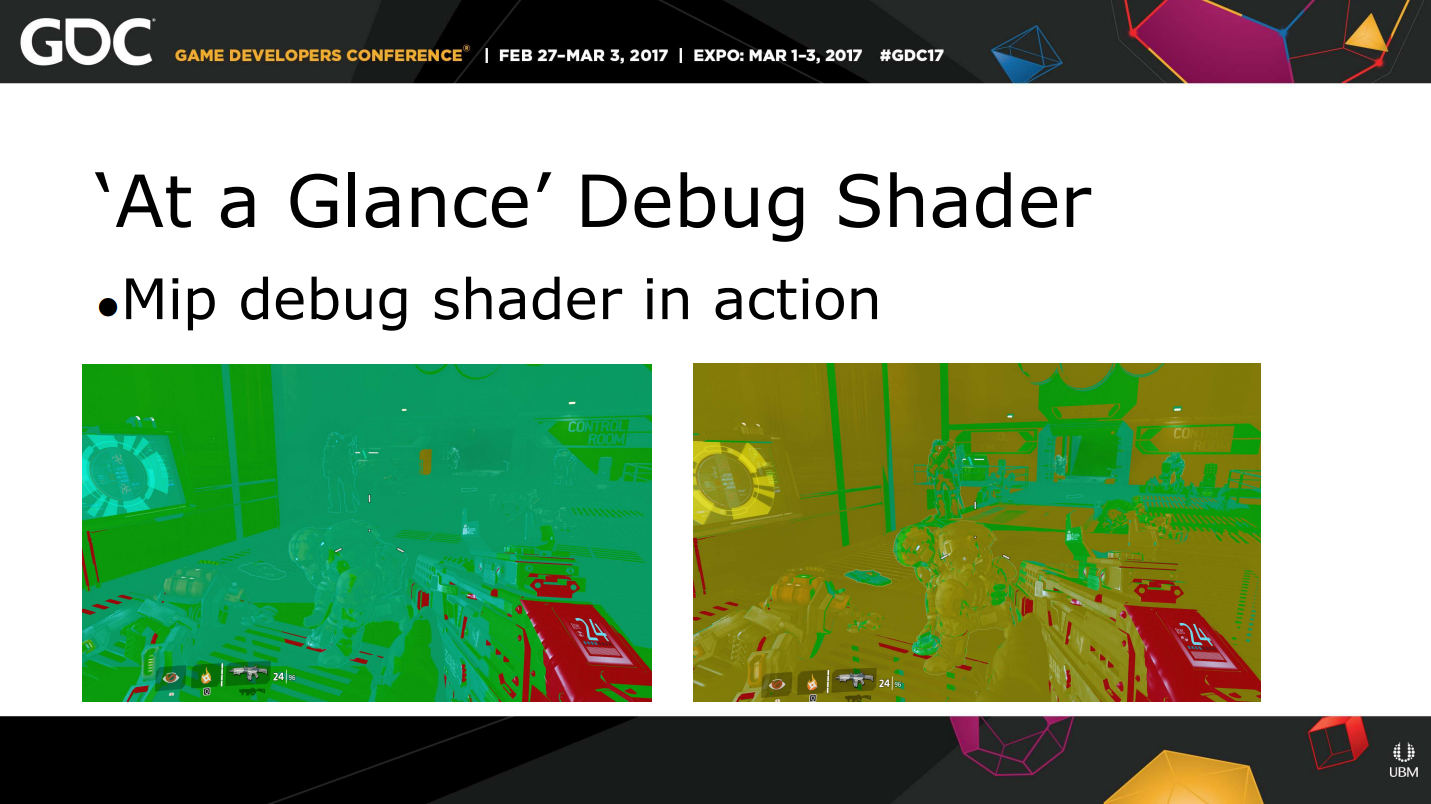 GDC
GAME DEVELOPERS CONFERENCE® | FEB 27–MAR 3, 2017 | EXPO: MAR 1–3, 2017 #GDC17
‘At a Glance’ Debug Shader
●Mip debug shader in action
CONTROL
ROOM
24
24|96
CONT
ROOM
24
24|96
UBM